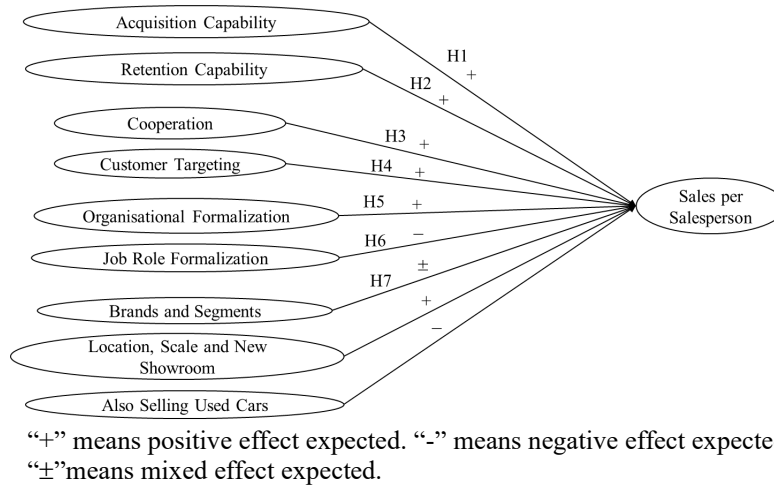 Acquisition Capability
H1
+
Retention Capability
H2
+
Cooperation
H3
+
Customer Targeting
H4
+
Sales per
Salesperson
Organisational Formalization
H5
+
Job Role Formalization
H6
−
Brands and Segments
H7
±
Location, Scale and New
Showroom
+
Also Selling Used Cars
−
“+” means positive effect expected. “-” means negative effect expecte
“±”means mixed effect expected.